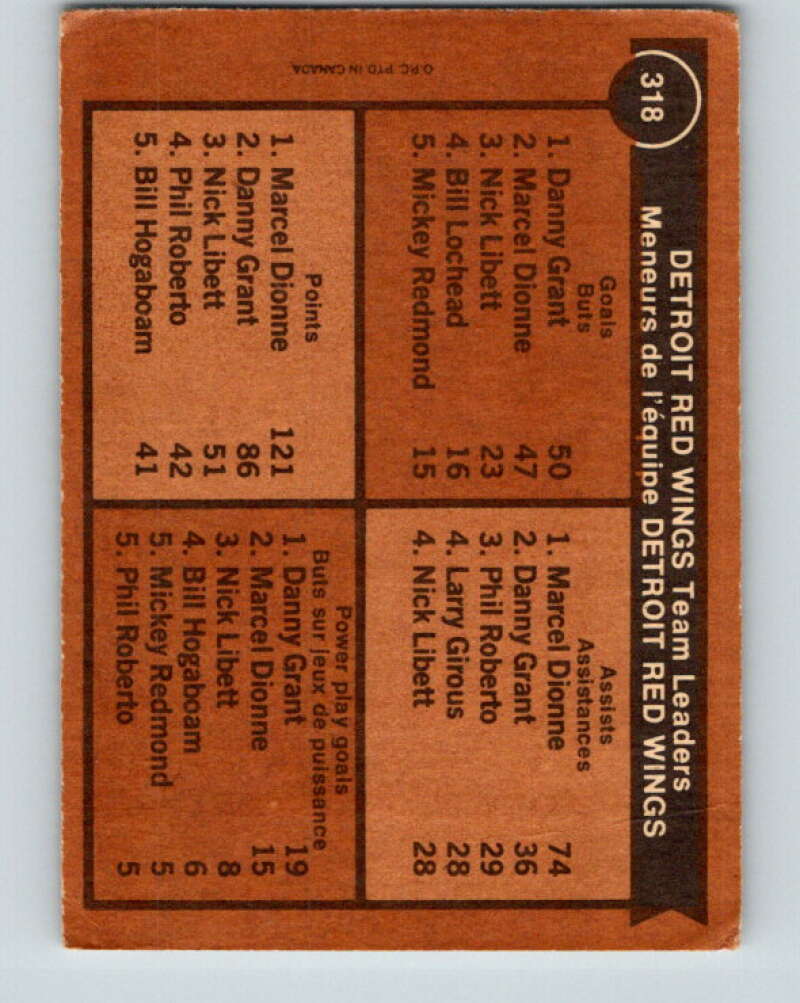 318
DETROIT RED WINGS Team Leaders
Meneurs de l'équipe DETROIT RED WINGS
Goals
Buts
1. Danny Grant 50
2. Marcel Dionne 47
3. Nick Libett 23
4. Bill Lochead 16
5. Mickey Redmond 15
Assists
Assistances
1. Marcel Dionne 74
2. Danny Grant 36
3. Phil Roberto 29
4. Larry Girous 28
4. Nick Libett 28
Points
1. Marcel Dionne 121
2. Danny Grant 86
3. Nick Libett 51
4. Phil Roberto 42
5. Bill Hogaboam 41
Power play goals
Buts sur jeux de puissance
1. Danny Grant 19
2. Marcel Dionne 15
3. Nick Libett 8
4. Bill Hogaboam 6
5. Mickey Redmond 5
5. Phil Roberto 5
O.P.C. PTD. IN CANADA